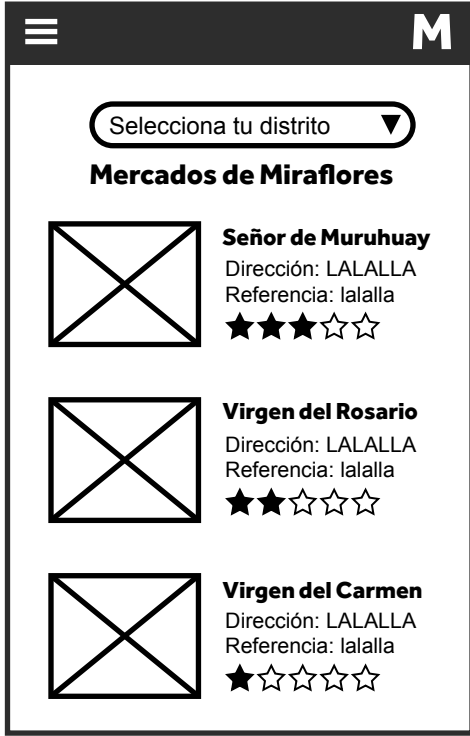 M
Selecciona tu distrito
Mercados de Miraflores
Señor de Muruhuay
Dirección: LALALLA
Referencia: lalalla
Virgen del Rosario
Dirección: LALALLA
Referencia: lalalla
Virgen del Carmen
Dirección: LALALLA
Referencia: lalalla